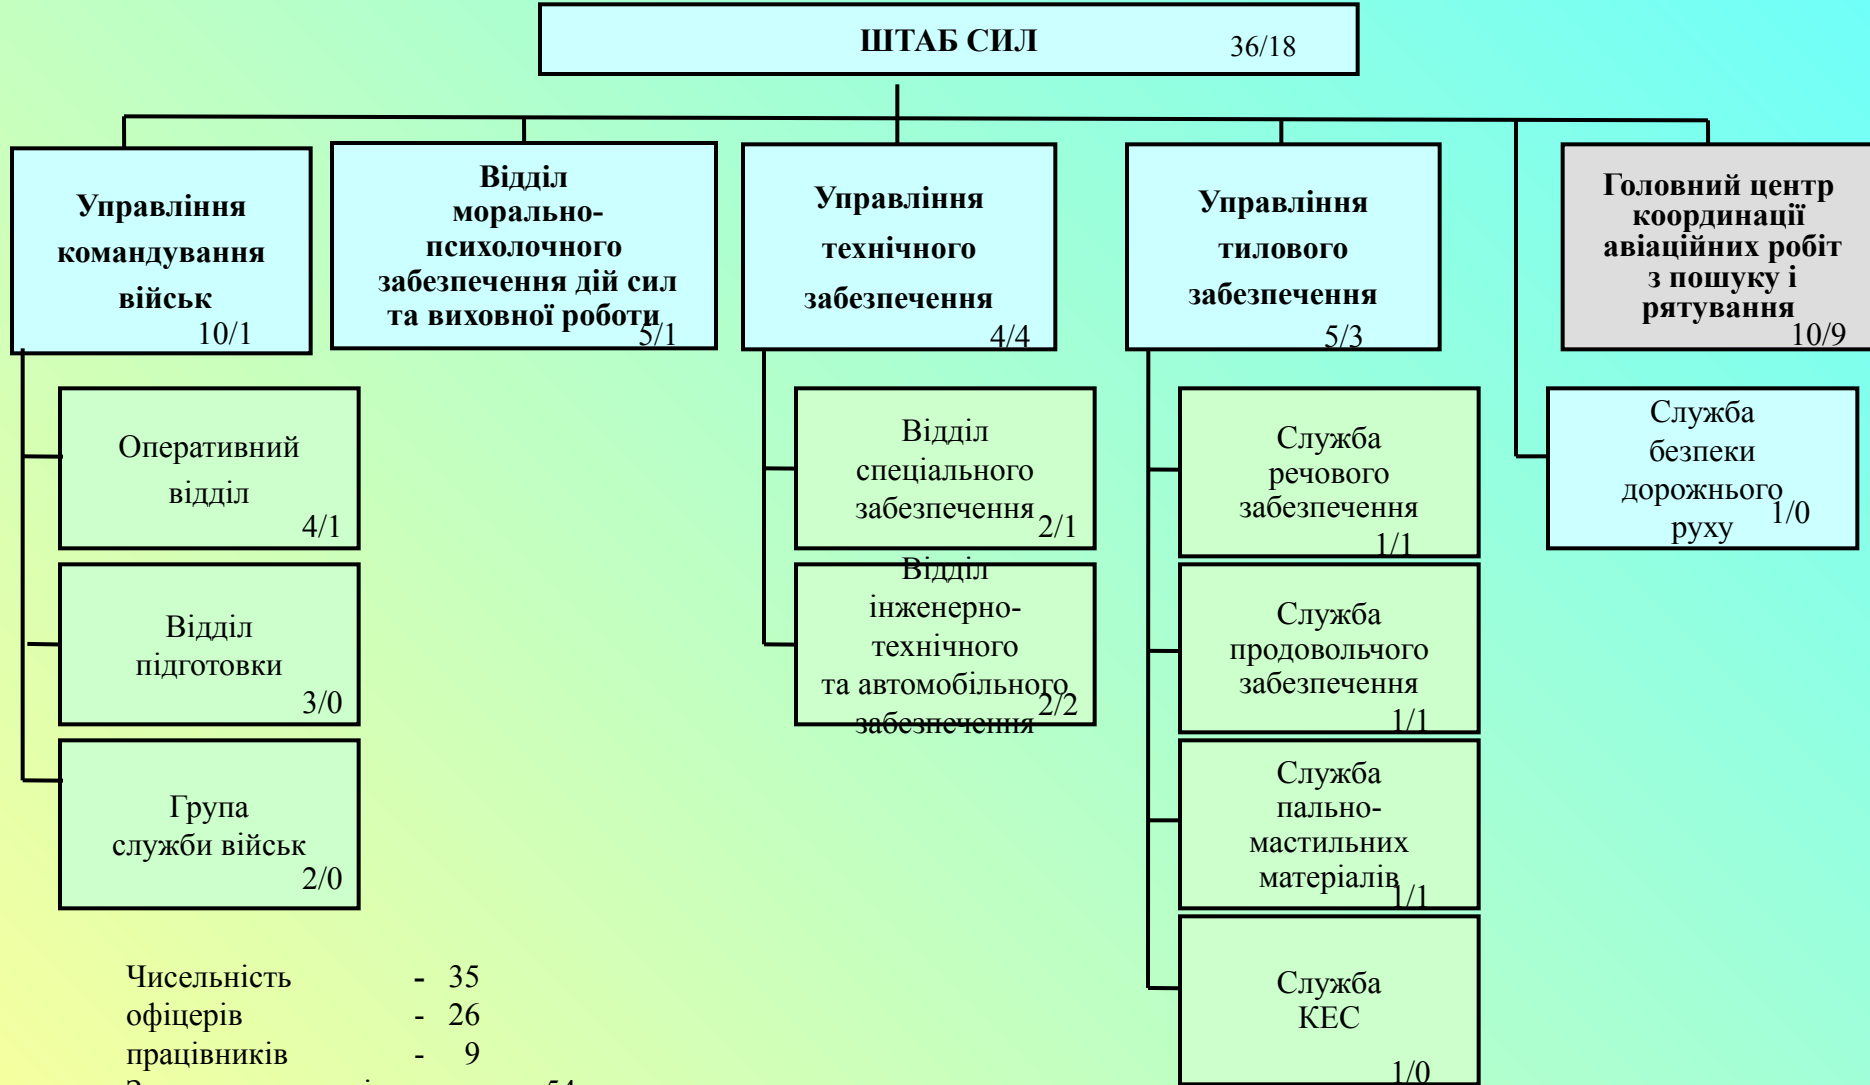 ШТАБ СИЛ 36/18
Управління
командування
військ
10/1
Відділ
морально-
психолочного
забезпечення дій сил
та виховної роботи
5/1
Управління
технічного
забезпечення
4/4
Управління
тилового
забезпечення
5/3
Головний центр
координації
авіаційних робіт
з пошуку і
рятування
10/9
Оперативний
відділ
4/1
Відділ
підготовки
3/0
Група
служби військ
2/0
Відділ
спеціального
забезпечення
2/1
Відділ
інженерно-
технічного
та автомобільного
забезпечення
2/2
Служба
речового
забезпечення
1/1
Служба
продовольчого
забезпечення
1/1
Служба
пально-
мастильних
матеріалів
1/1
Служба
КЕС
1/0
Служба
безпеки
дорожнього
руху
1/0
Чисельність - 35
офіцерів - 26
працівників - 9
54